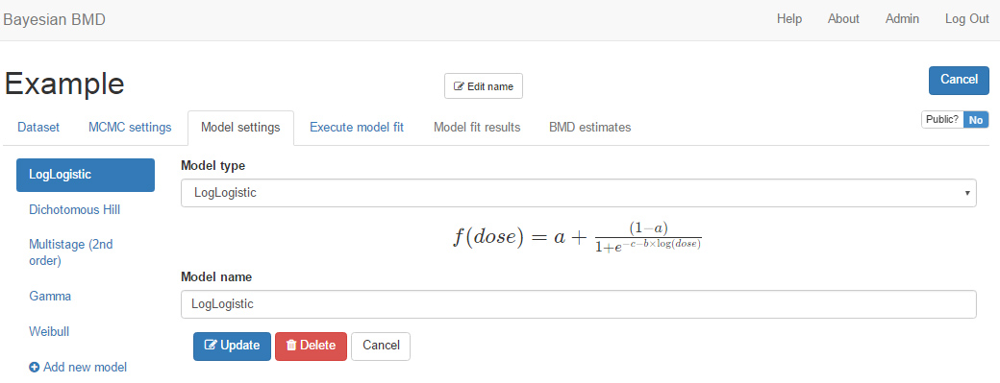 Bayesian BMD Help About Admin Log Out
Example Edit name Cancel
Dataset MCMC settings Model settings Execute model fit Model fit results BMD estimates Public? No
LogLogistic
Dichotomous Hill
Multistage (2nd
order)
Gamma
Weibull
Add new model
Model type
LogLogistic
f(dose) = a + (1−a) / 1+e^{−c−b×log(dose)}
Model name
LogLogistic
Update Delete Cancel